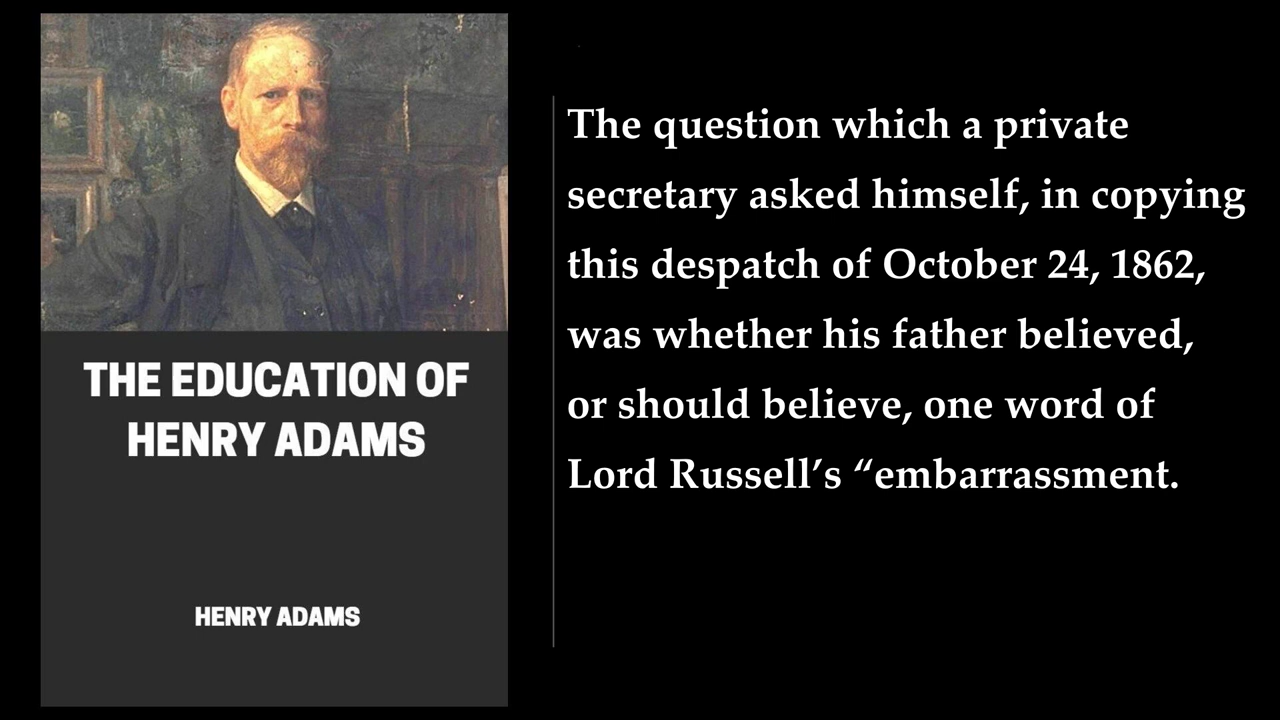 THE EDUCATION OF
HENRY ADAMS
HENRY ADAMS
The question which a private
secretary asked himself, in copying
this despatch of October 24, 1862,
was whether his father believed,
or should believe, one word of
Lord Russell’s “embarrassment.